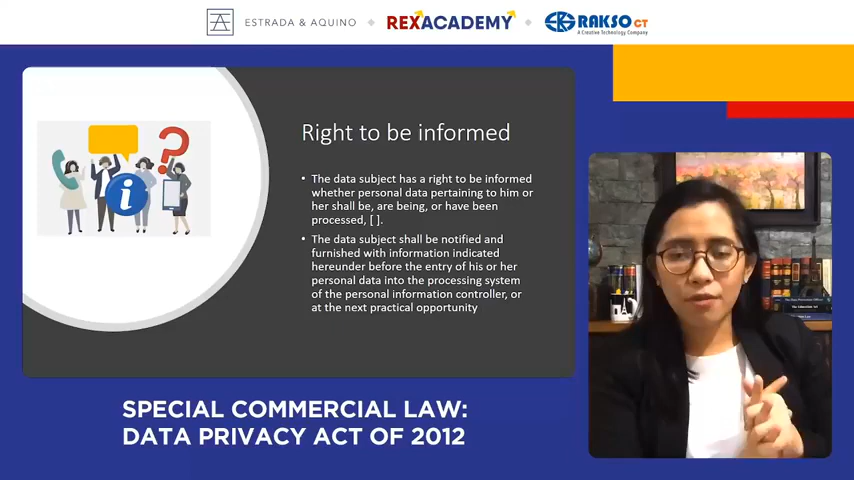 ESTRADA & AQUINO
REXACADEMY
RAKSO CT
A Creative Technology Company
Right to be informed
• The data subject has a right to be informed
whether personal data pertaining to him or
her shall be, are being, or have been
processed, [ ].
• The data subject shall be notified and
furnished with information indicated
hereunder before the entry of his or her
personal data into the processing system
of the personal information controller, or
at the next practical opportunity
i
?
SPECIAL COMMERCIAL LAW:
DATA PRIVACY ACT OF 2012